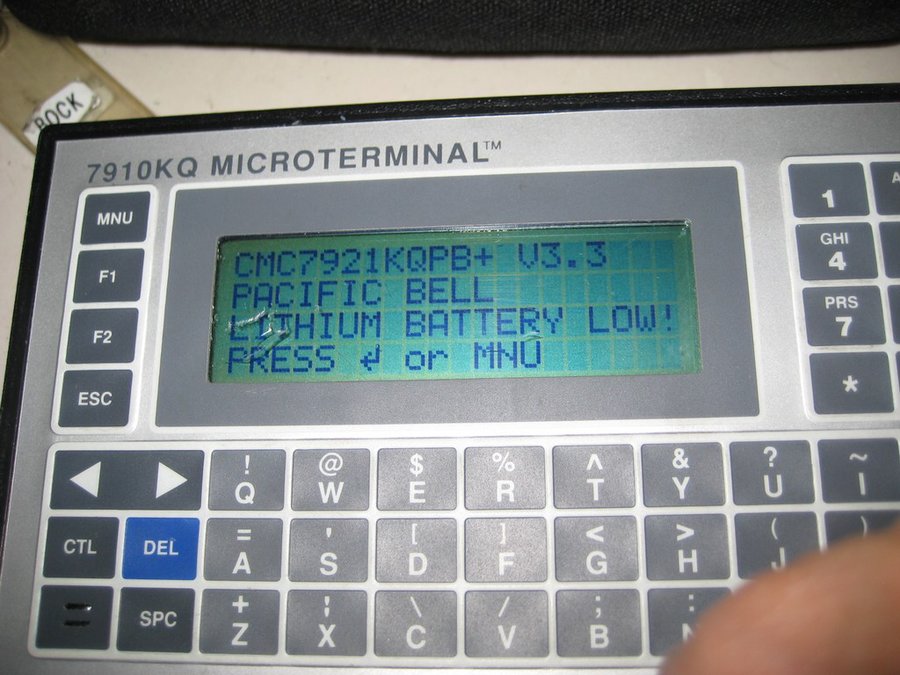 ROCK
7910KQ MICROTERMINAL™
CMC7921KQPB+ V3.3
PACIFIC BELL
LITHIUM BATTERY LOW!
PRESS ↵ or MNU
MNU
F1
F2
ESC
1
A
GHI
4
PRS
7
*
◀ ▶ ! Q @ W $ E % R ^ T & Y ? U ~ I
CTL DEL = A ' S [ D ] F < G > H ( J )
= SPC + Z ¦ X \ C / V ; B : N